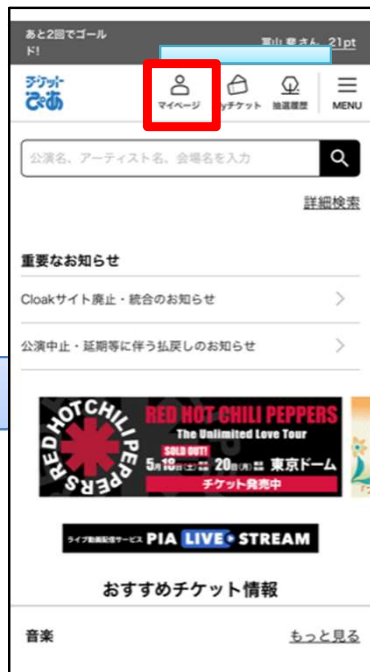 あと2回でゴール
ド!
さん 21pt
チケット
ぴあ
マイページ
yチケット
抽選履歴
MENU
公演名、アーティスト名、会場名を入力
詳細検索
重要なお知らせ
Cloakサイト廃止・統合のお知らせ
公演中止・延期等に伴う払戻しのお知らせ
RED HOT CHILI PEPPERS
RED HOT CHILI PEPPERS
The Unlimited Love Tour
SOLD OUT!
5月18日(土) 20日(月) 東京ドーム
チケット発売中
ライブ動画配信サービス PIA LIVE STREAM
おすすめチケット情報
音楽
もっと見る